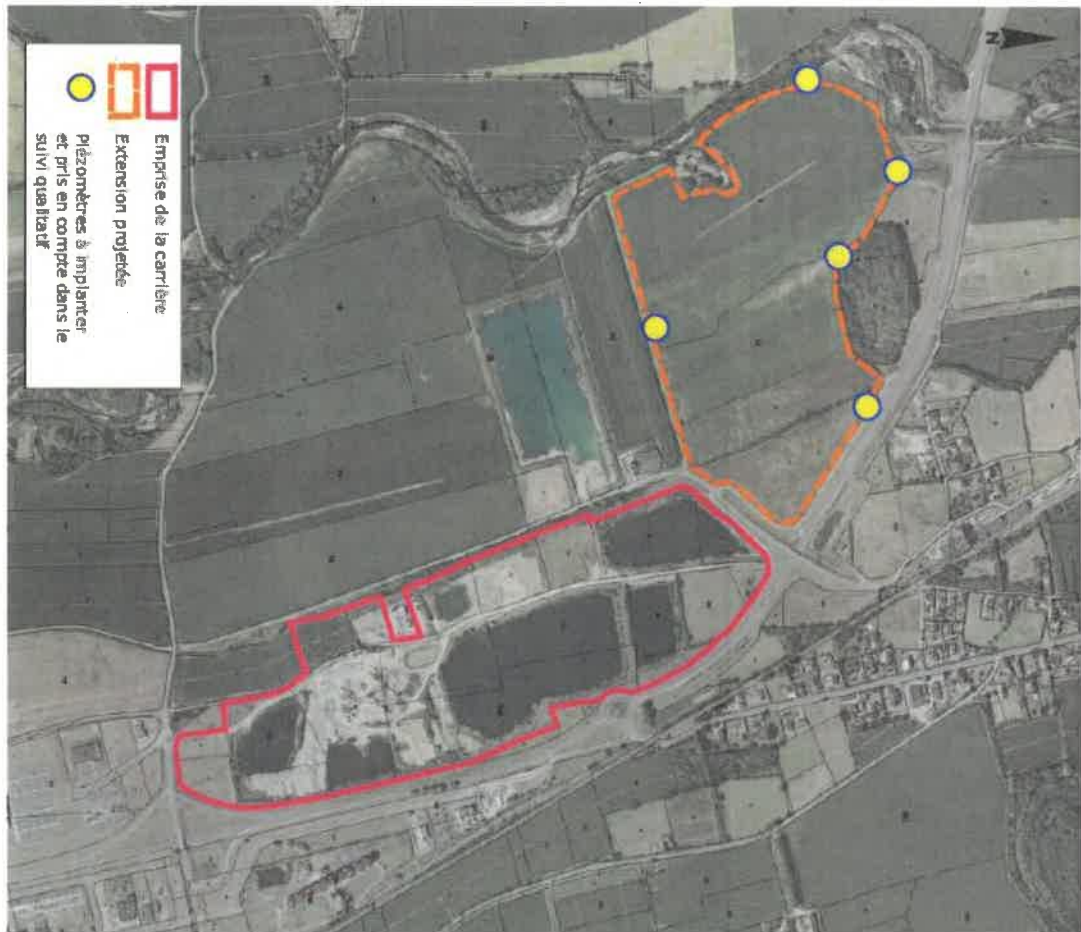 N
Emprise de la carrière
Extension projetée
Piézomètres à implanter
et pris en compte dans le
suivi qualitatif